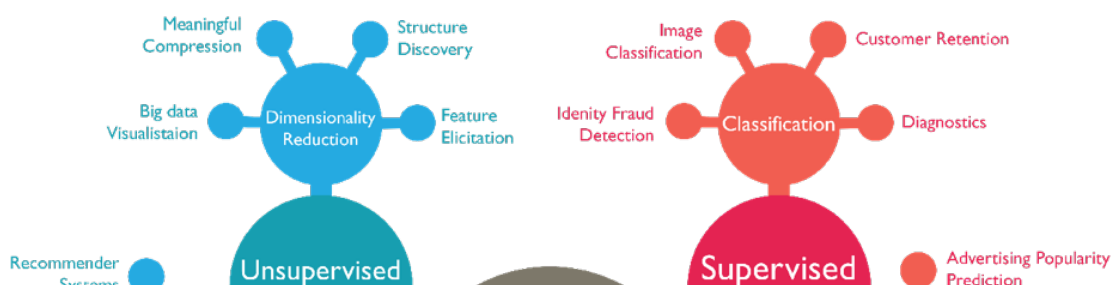 Meaningful
Compression
Structure
Discovery
Big data
Visualistaion
Dimensionality
Reduction
Feature
Elicitation
Image
Classification
Customer Retention
Idenity Fraud
Detection
Classification
Diagnostics
Recommender
Systems
Unsupervised
Supervised
Advertising Popularity
Prediction